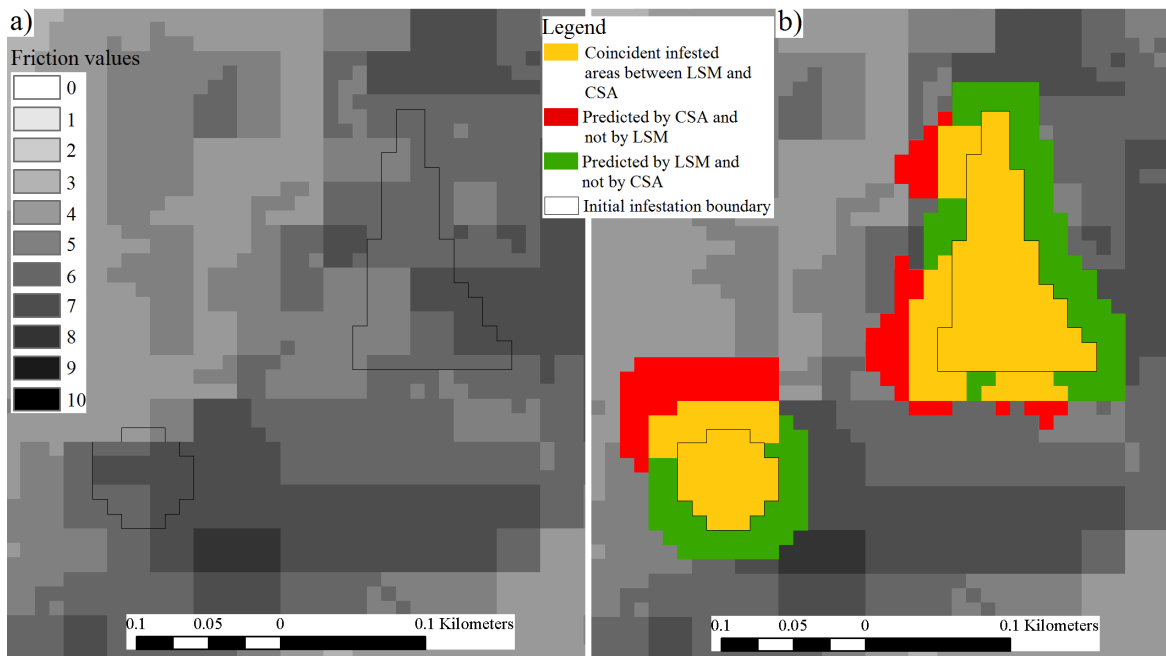 a)
Friction values
0
1
2
3
4
5
6
7
8
9
10
0.1 0.05 0 0.1 Kilometers
b)
Legend
Coincident infested
areas between LSM and
CSA
Predicted by CSA and
not by LSM
Predicted by LSM and
not by CSA
Initial infestation boundary
0.1 0.05 0 0.1 Kilometers